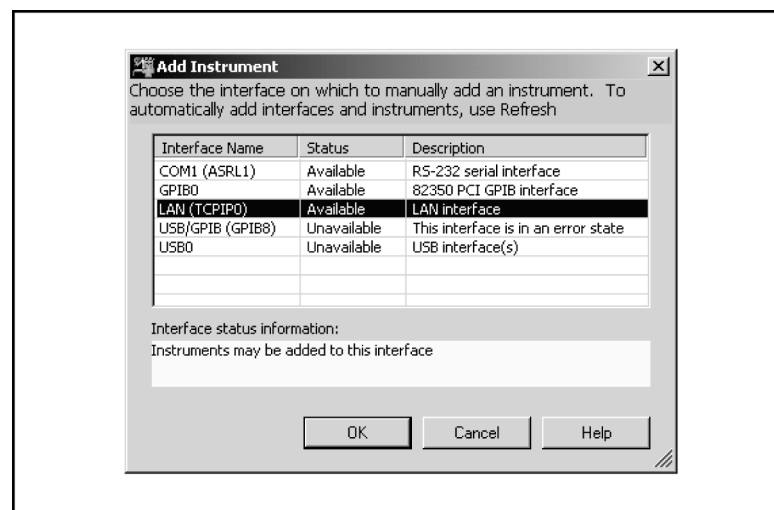 Add Instrument
Choose the interface on which to manually add an instrument. To
automatically add interfaces and instruments, use Refresh
Interface Name Status Description
COM1 (ASRL1) Available RS-232 serial interface
GPIB0 Available 82350 PCI GPIB interface
LAN (TCPIP0) Available LAN interface
USB/GPIB (GPIB8) Unavailable This interface is in an error state
USB0 Unavailable USB interface(s)
Interface status information:
Instruments may be added to this interface
OK Cancel Help